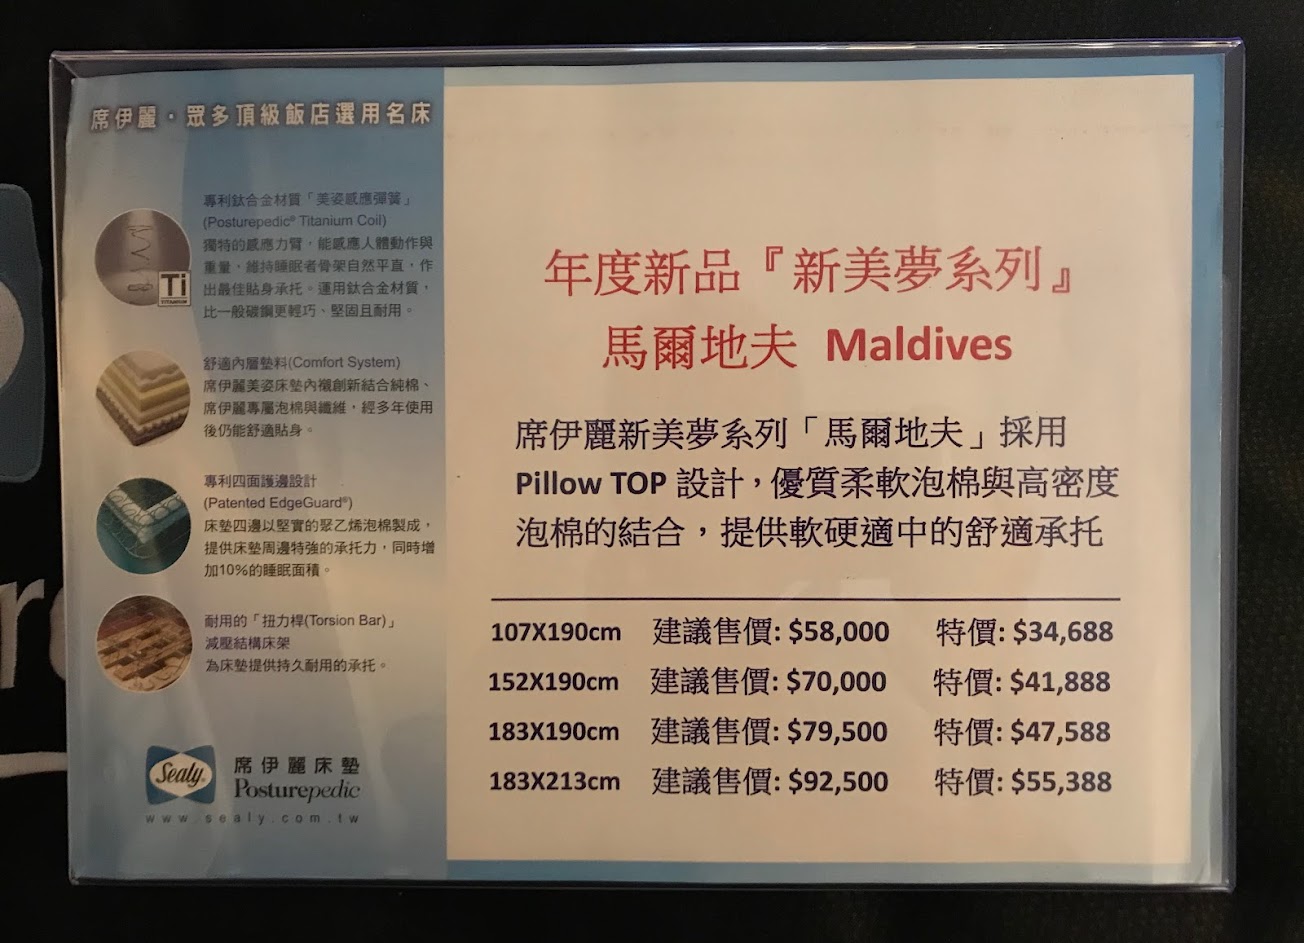 席伊麗・眾多頂級飯店選用名床
專利鈦合金材質「美姿感應彈簧」
(Posturepedic® Titanium Coil)
獨特的感應力臂，能感應人體動作與
重量，維持睡眠者骨架自然平直，作
出最佳貼身承托。運用鈦合金材質，
比一般碳鋼更輕巧、堅固且耐用。
Ti
TITANIUM
舒適內層墊料(Comfort System)
席伊麗美姿床墊內襯創新結合純棉、
席伊麗專屬泡棉與纖維，經多年使用
後仍能舒適貼身。
專利四面護邊設計
(Patented EdgeGuard®)
床墊四邊以堅實的聚乙烯泡棉製成，
提供床墊周邊特強的承托力，同時增
加10%的睡眠面積。
耐用的「扭力桿(Torsion Bar)」
減壓結構床架
為床墊提供持久耐用的承托。
Sealy
席伊麗床墊
Posturepedic
www.sealy.com.tw
年度新品『新美夢系列』
馬爾地夫 Maldives
席伊麗新美夢系列「馬爾地夫」採用
Pillow TOP 設計，優質柔軟泡棉與高密度
泡棉的結合，提供軟硬適中的舒適承托
107X190cm 建議售價: $58,000 特價: $34,688
152X190cm 建議售價: $70,000 特價: $41,888
183X190cm 建議售價: $79,500 特價: $47,588
183X213cm 建議售價: $92,500 特價: $55,388